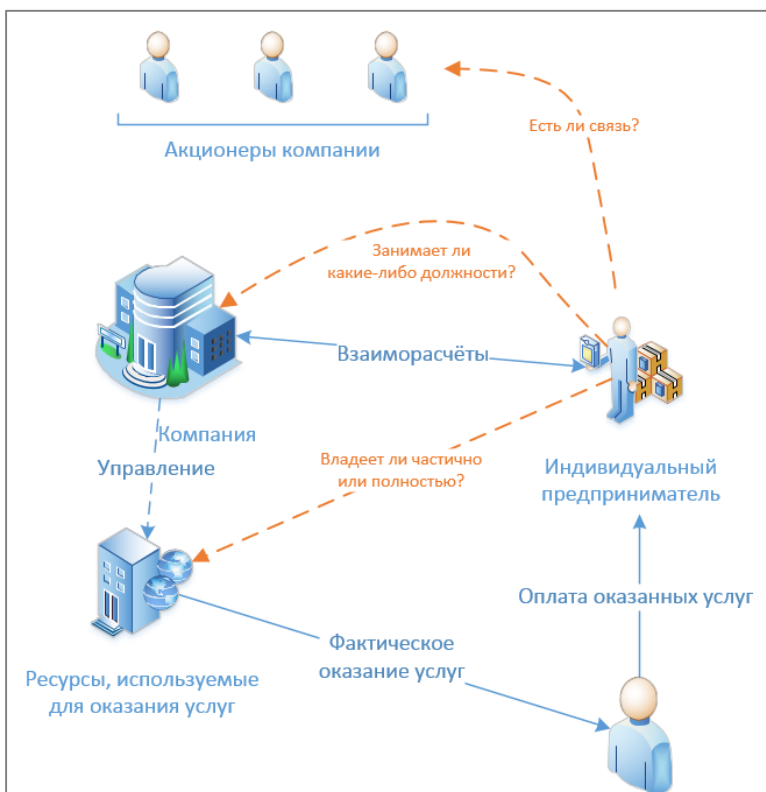 Есть ли связь?
Акционеры компании
Занимает ли
какие-либо должности?
Взаиморасчёты
Компания
Управление
Владеет ли частично
или полностью?
Индивидуальный
предприниматель
Оплата оказанных услуг
Фактическое
оказание услуг
Ресурсы, используемые
для оказания услуг